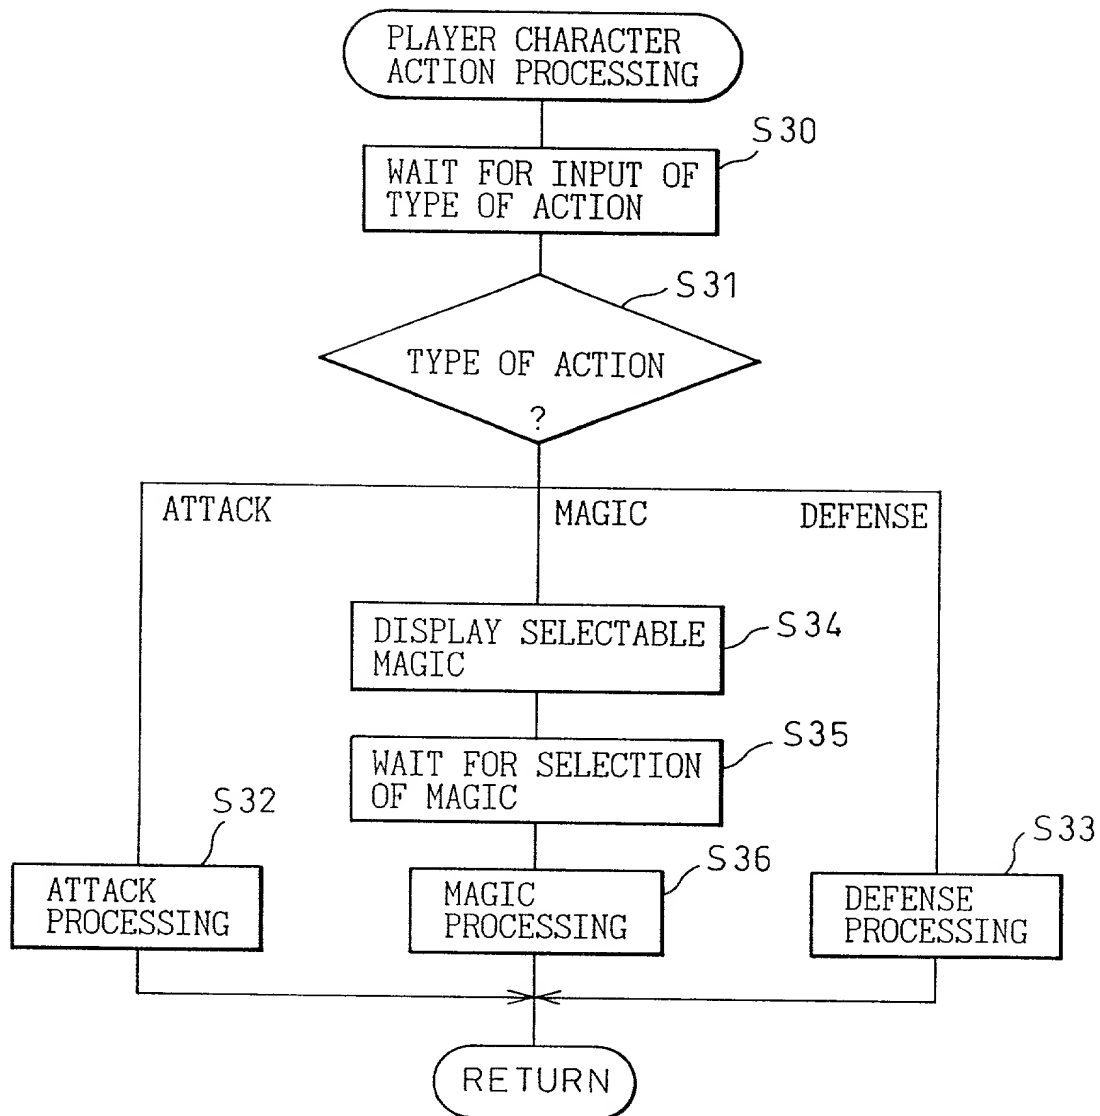 PLAYER CHARACTER
ACTION PROCESSING
S30
WAIT FOR INPUT OF
TYPE OF ACTION
S31
TYPE OF ACTION
?
ATTACK
MAGIC
DEFENSE
DISPLAY SELECTABLE
MAGIC
S34
WAIT FOR SELECTION
OF MAGIC
S35
S32
ATTACK
PROCESSING
S36
MAGIC
PROCESSING
S33
DEFENSE
PROCESSING
RETURN